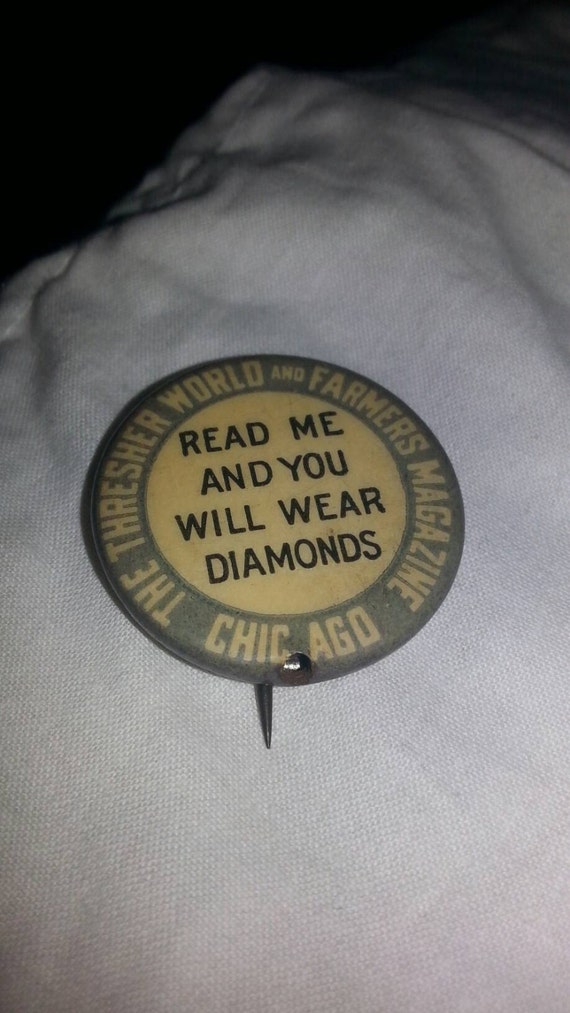 THE THRESHER WORLD AND FARMERS MAGAZINE
READ ME
AND YOU
WILL WEAR
DIAMONDS
CHICAGO